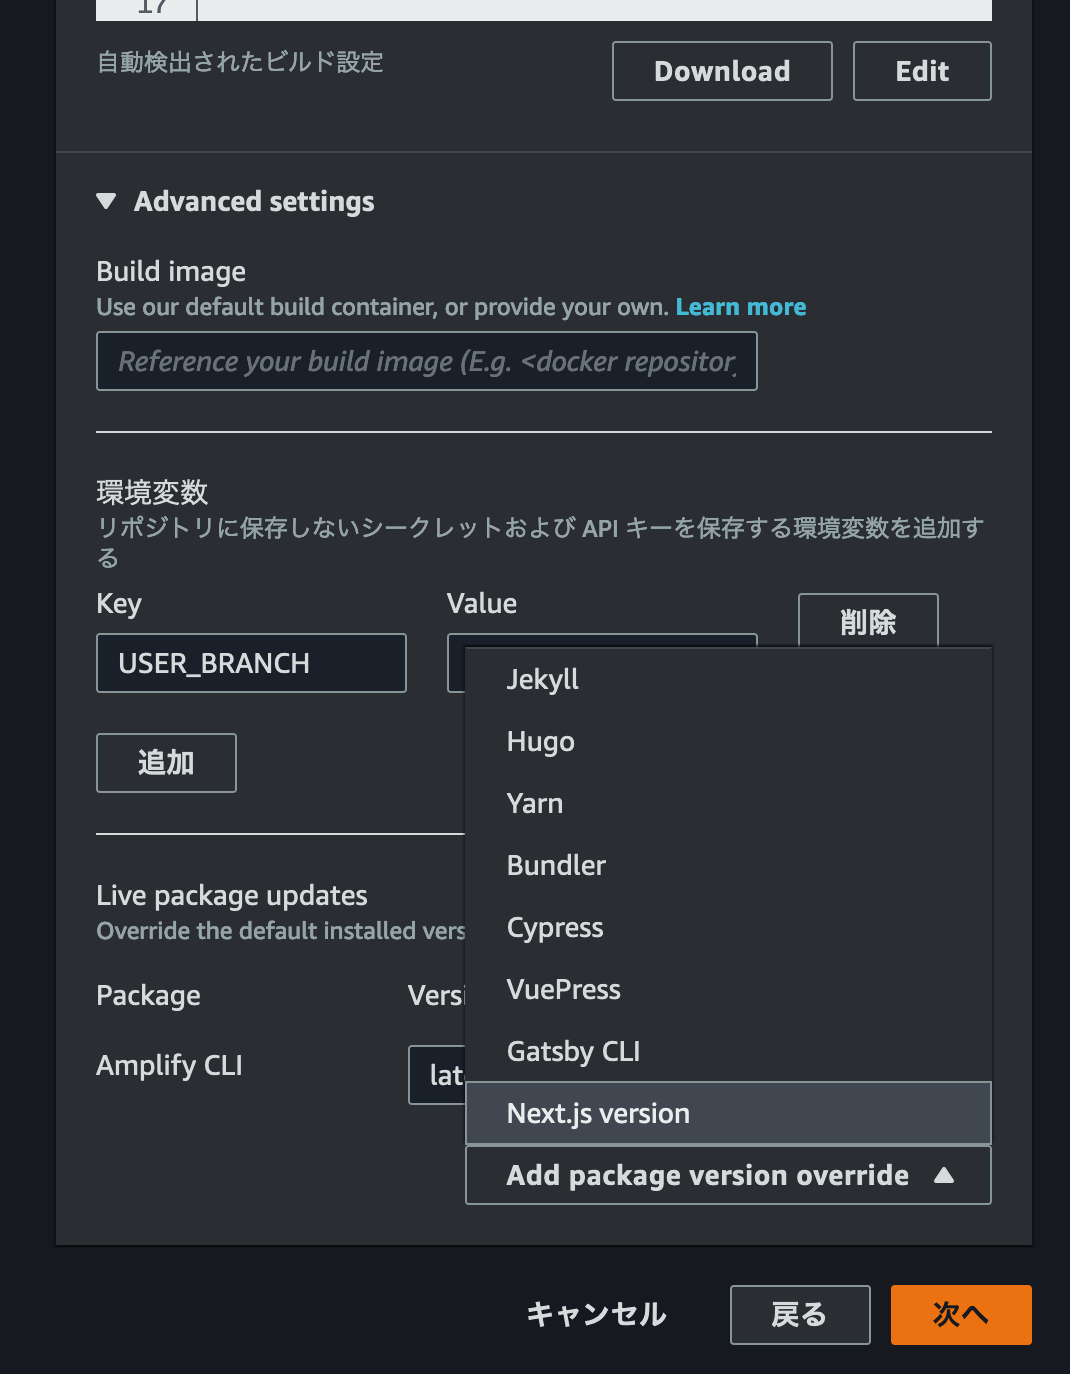 17
自動検出されたビルド設定
Download
Edit
Advanced settings
Build image
Use our default build container, or provide your own. Learn more
Reference your build image (E.g. <docker repository
環境変数
リポジトリに保存しないシークレットおよび API キーを保存する環境変数を追加す
る
Key
Value
削除
USER_BRANCH
追加
Jekyll
Hugo
Yarn
Bundler
Cypress
VuePress
Gatsby CLI
Next.js version
Live package updates
Override the default installed vers
Package
Versi
Amplify CLI
lat
Add package version override
キャンセル
戻る
次へ